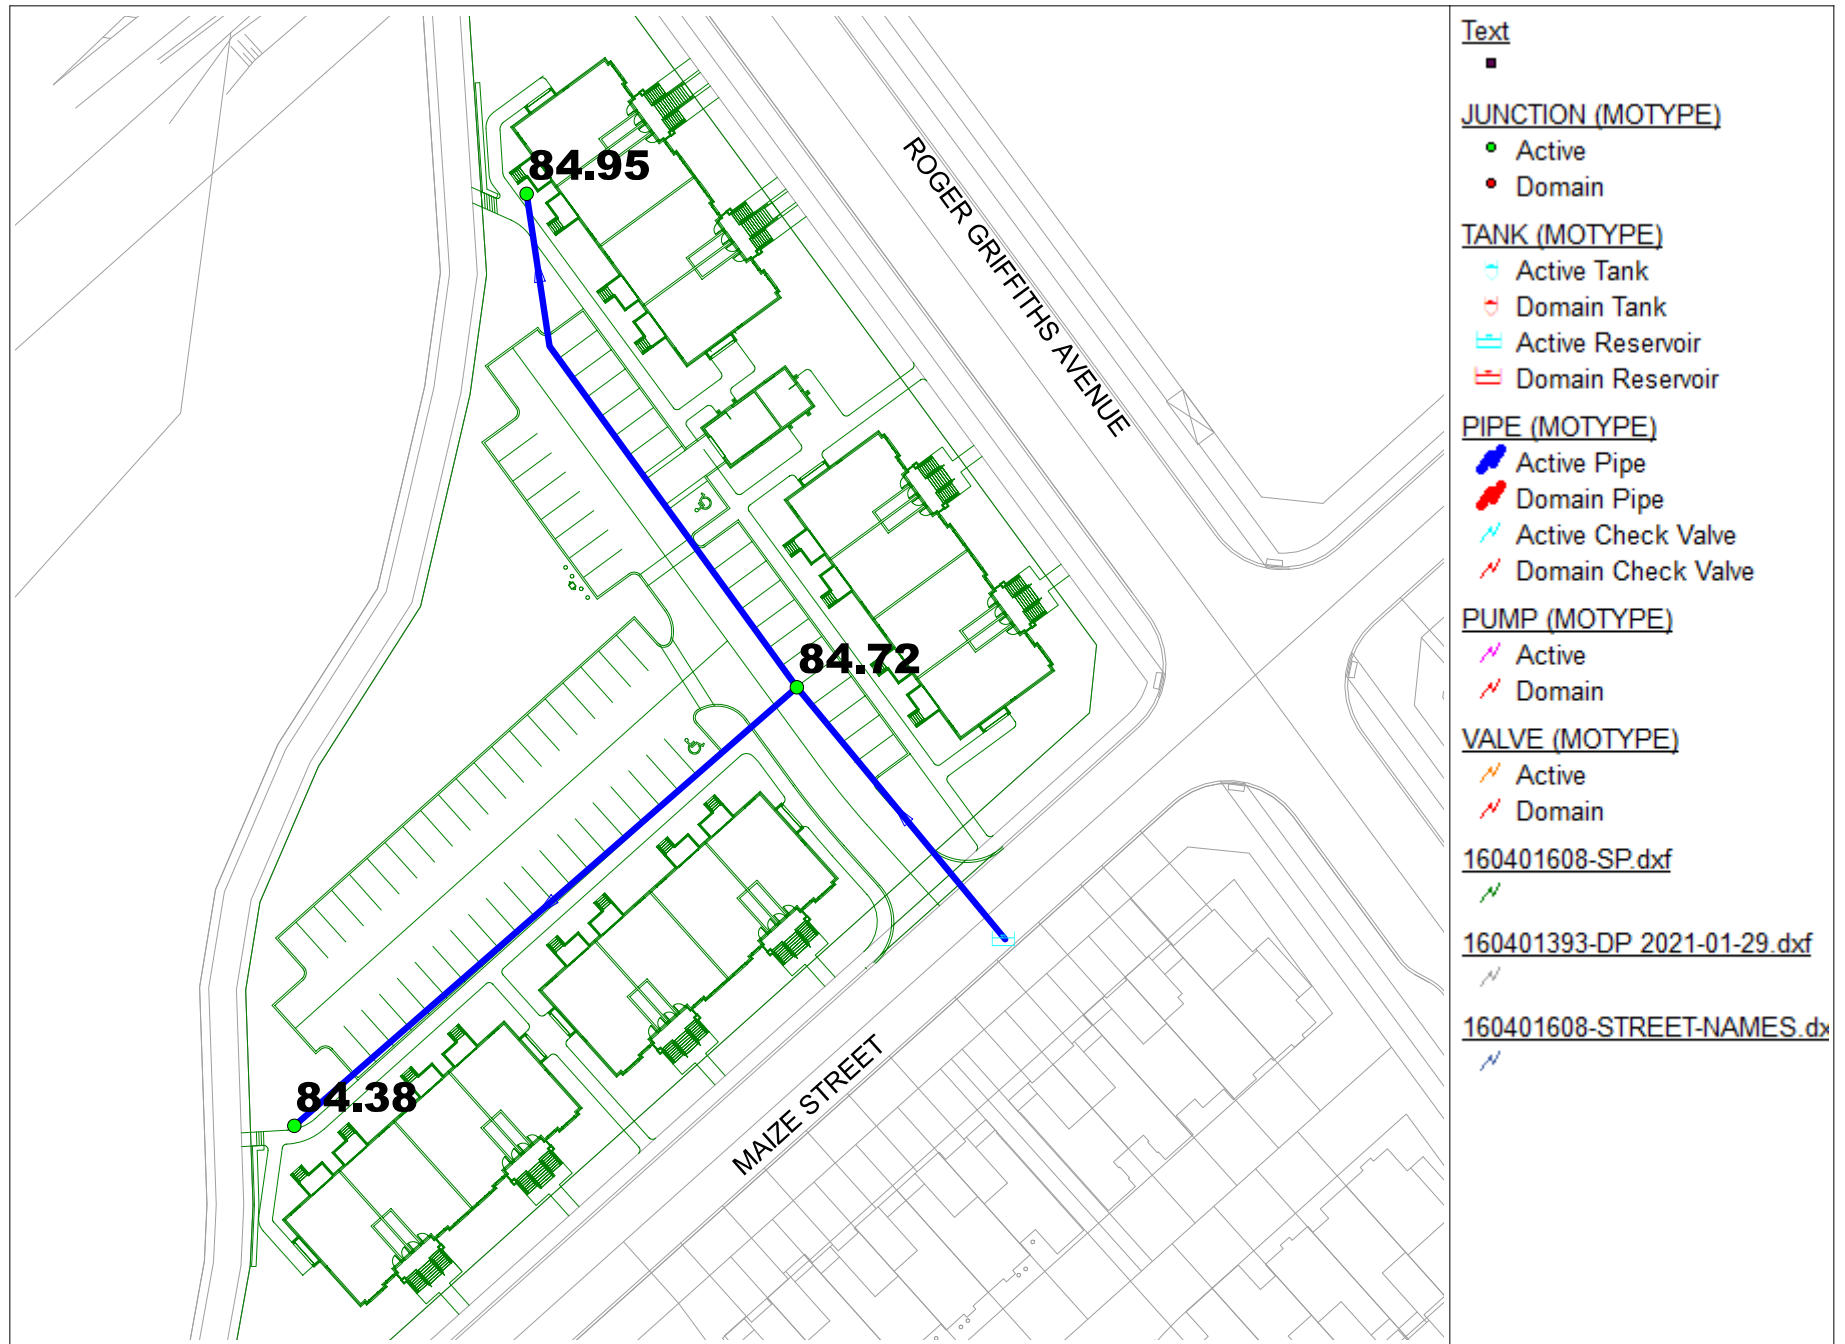 84.95
ROGER GRIFFITHS AVENUE
84.72
84.38
MAIZE STREET
Text
JUNCTION (MOTYPE)
Active
Domain
TANK (MOTYPE)
Active Tank
Domain Tank
Active Reservoir
Domain Reservoir
PIPE (MOTYPE)
Active Pipe
Domain Pipe
Active Check Valve
Domain Check Valve
PUMP (MOTYPE)
Active
Domain
VALVE (MOTYPE)
Active
Domain
160401608-SP.dxf
160401393-DP 2021-01-29.dxf
160401608-STREET-NAMES.dx